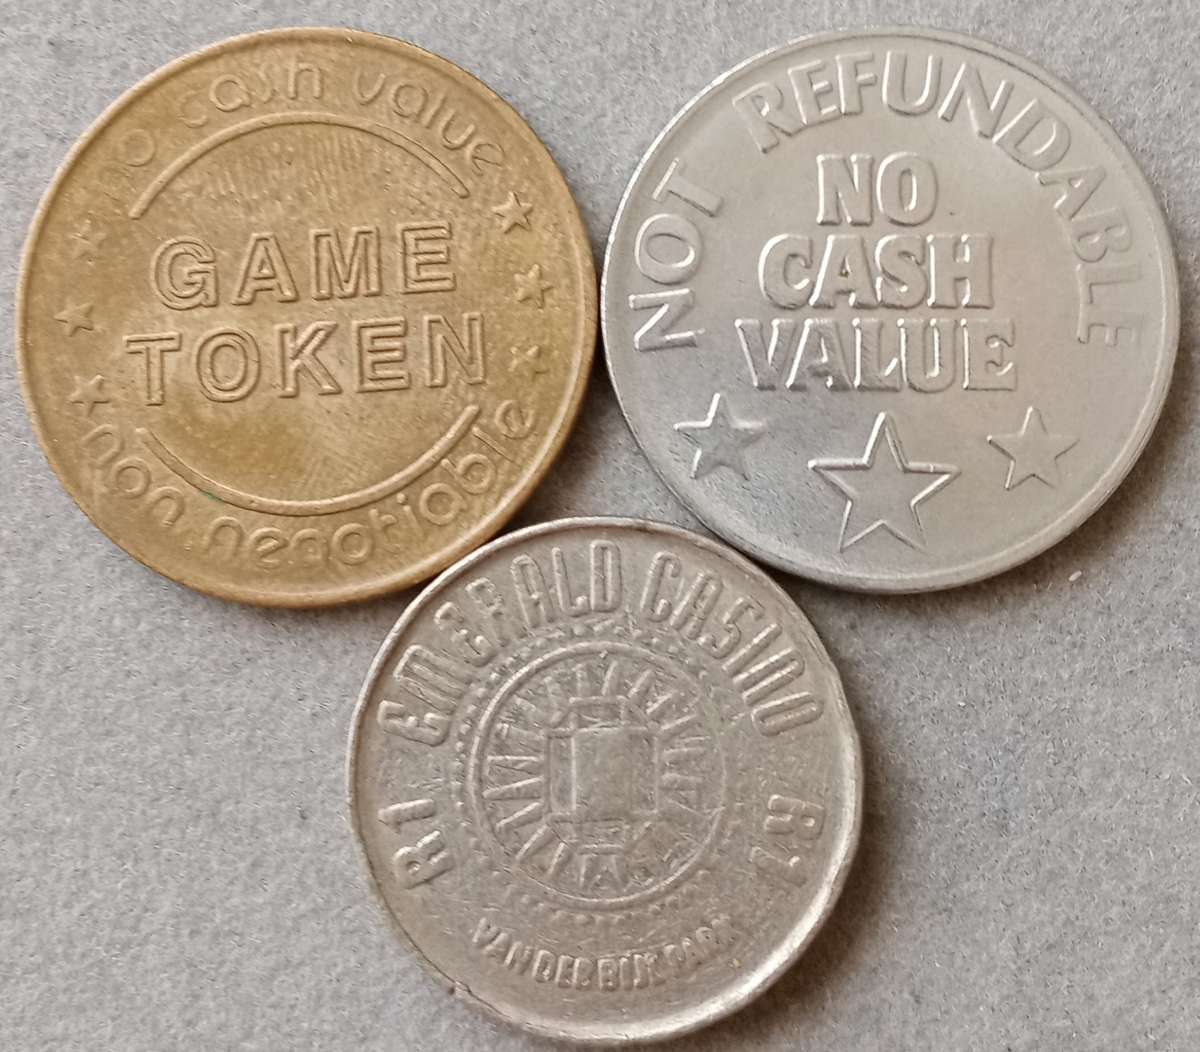 no cash value
GAME
TOKEN
non negotiable
NOT REFUNDABLE
NO
CASH
VALUE
EMERALD CASINO
R1 R1
VANDERBIJLPARK